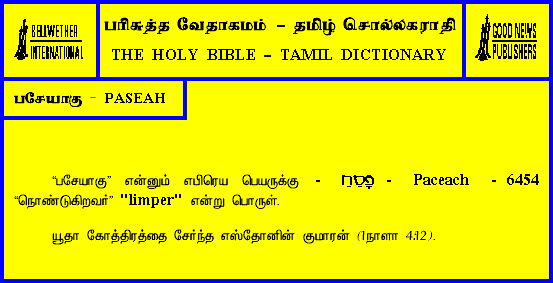 BELLWETHER
INTERNATIONAL
பரிசுத்த வேதாகமம் – தமிழ் சொல்லகராதி
THE HOLY BIBLE – TAMIL DICTIONARY
GOOD NEWS
PUBLISHERS
பசேயாகு – PASEAH
“பசேயாகு” என்னும் எபிரெய பெயருக்கு - פָּסֵחַ - Paceach - 6454
“நொண்டுகிறவர்” "limper" என்று பொருள்.
யூதா கோத்திரத்தை சேர்ந்த எஸ்தோனின் குமாரன் (1நாளா 4:12).